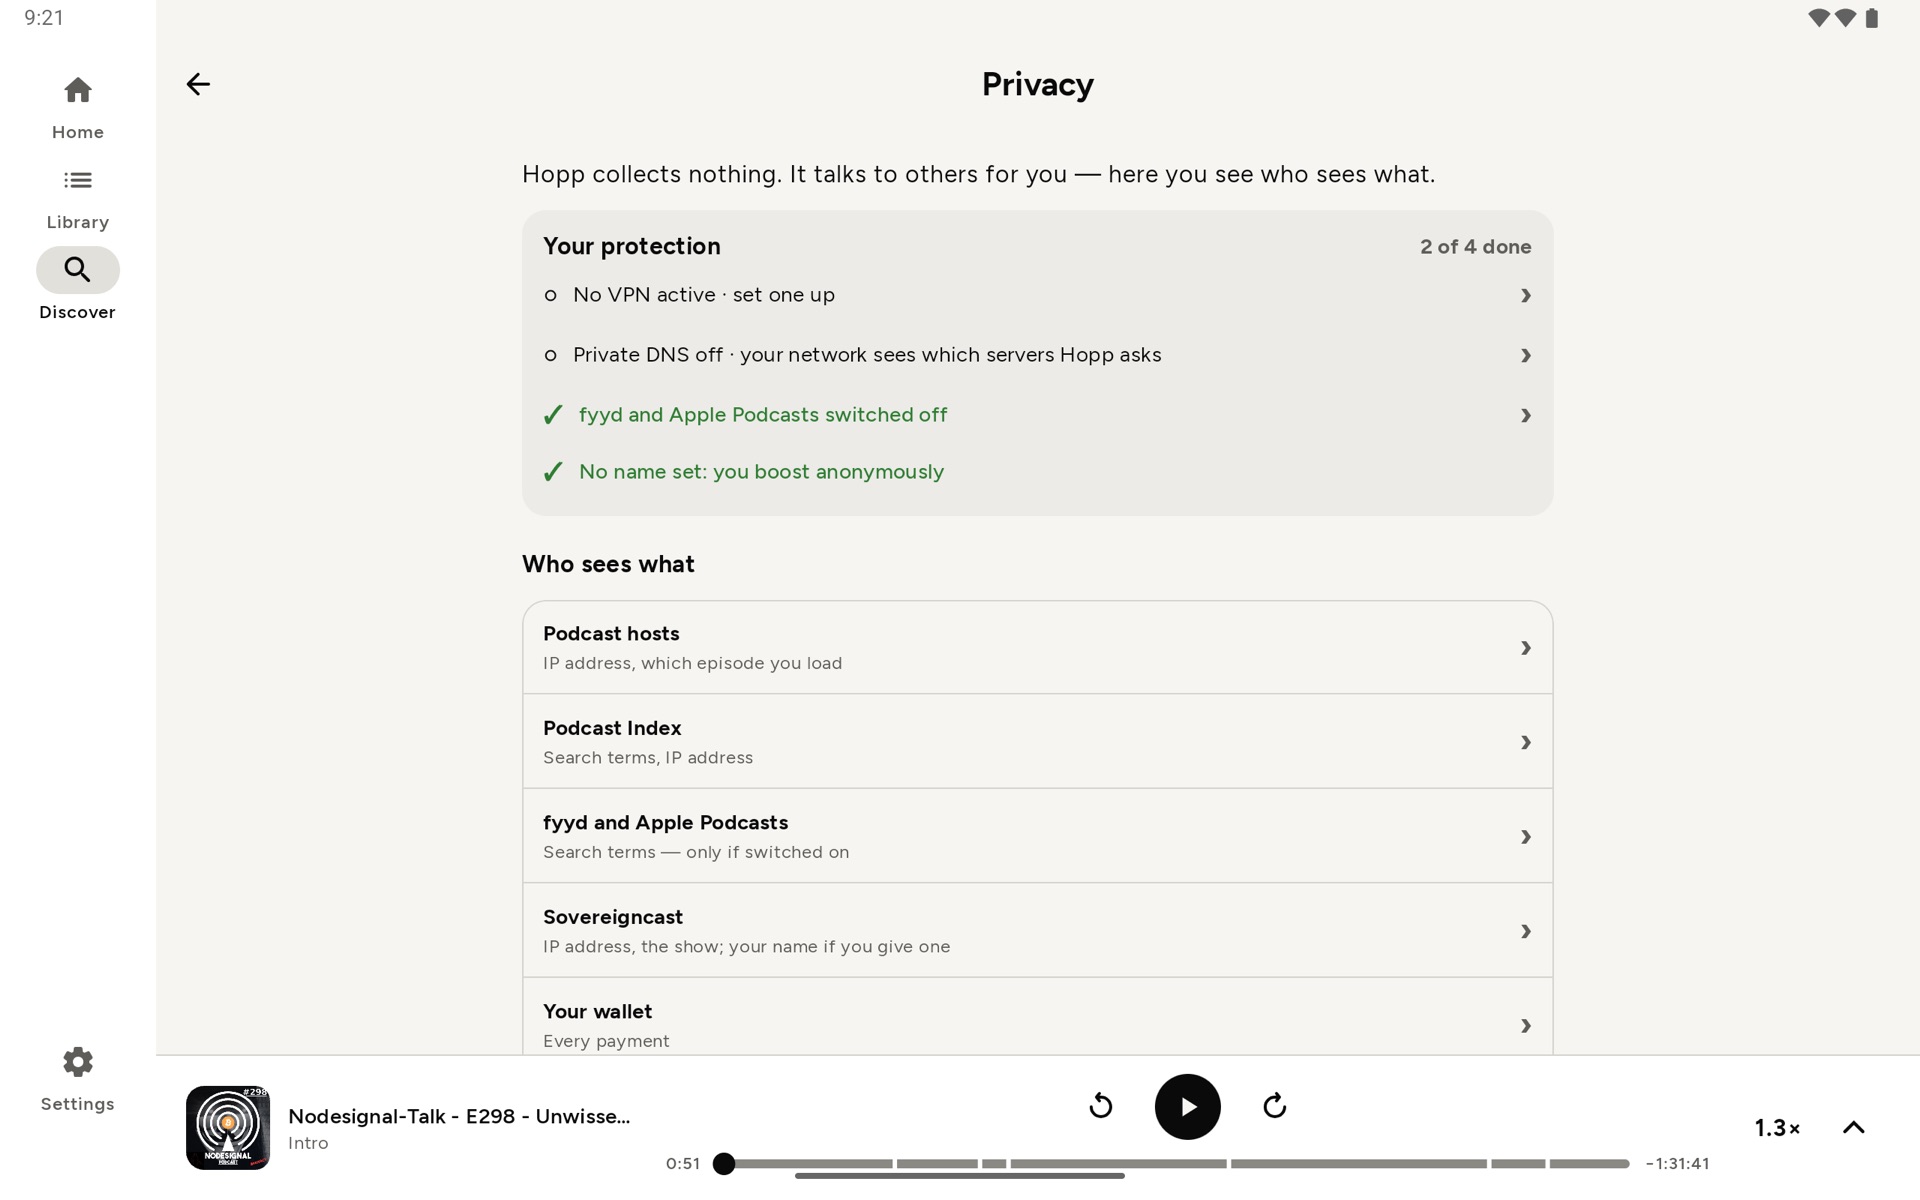 9:21
Home
Library
Discover
Settings
Privacy
Hopp collects nothing. It talks to others for you — here you see who sees what.
Your protection
2 of 4 done
No VPN active · set one up
Private DNS off · your network sees which servers Hopp asks
✓ fyyd and Apple Podcasts switched off
✓ No name set: you boost anonymously
Who sees what
Podcast hosts
IP address, which episode you load
Podcast Index
Search terms, IP address
fyyd and Apple Podcasts
Search terms — only if switched on
Sovereigncast
IP address, the show; your name if you give one
Your wallet
Every payment
#298
NODESIGNAL
PODCAST
Nodesignal-Talk - E298 - Unwisse...
Intro
0:51
-1:31:41
1.3×